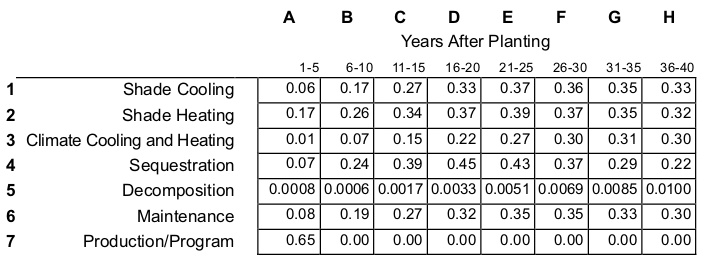 A B C D E F G H
Years After Planting
1-5 6-10 11-15 16-20 21-25 26-30 31-35 36-40
1 Shade Cooling 0.06 0.17 0.27 0.33 0.37 0.36 0.35 0.33
2 Shade Heating 0.17 0.26 0.34 0.37 0.39 0.37 0.35 0.32
3 Climate Cooling and Heating 0.01 0.07 0.15 0.22 0.27 0.30 0.31 0.30
4 Sequestration 0.07 0.24 0.39 0.45 0.43 0.37 0.29 0.22
5 Decomposition 0.0008 0.0006 0.0017 0.0033 0.0051 0.0069 0.0085 0.0100
6 Maintenance 0.08 0.19 0.27 0.32 0.35 0.35 0.33 0.30
7 Production/Program 0.65 0.00 0.00 0.00 0.00 0.00 0.00 0.00